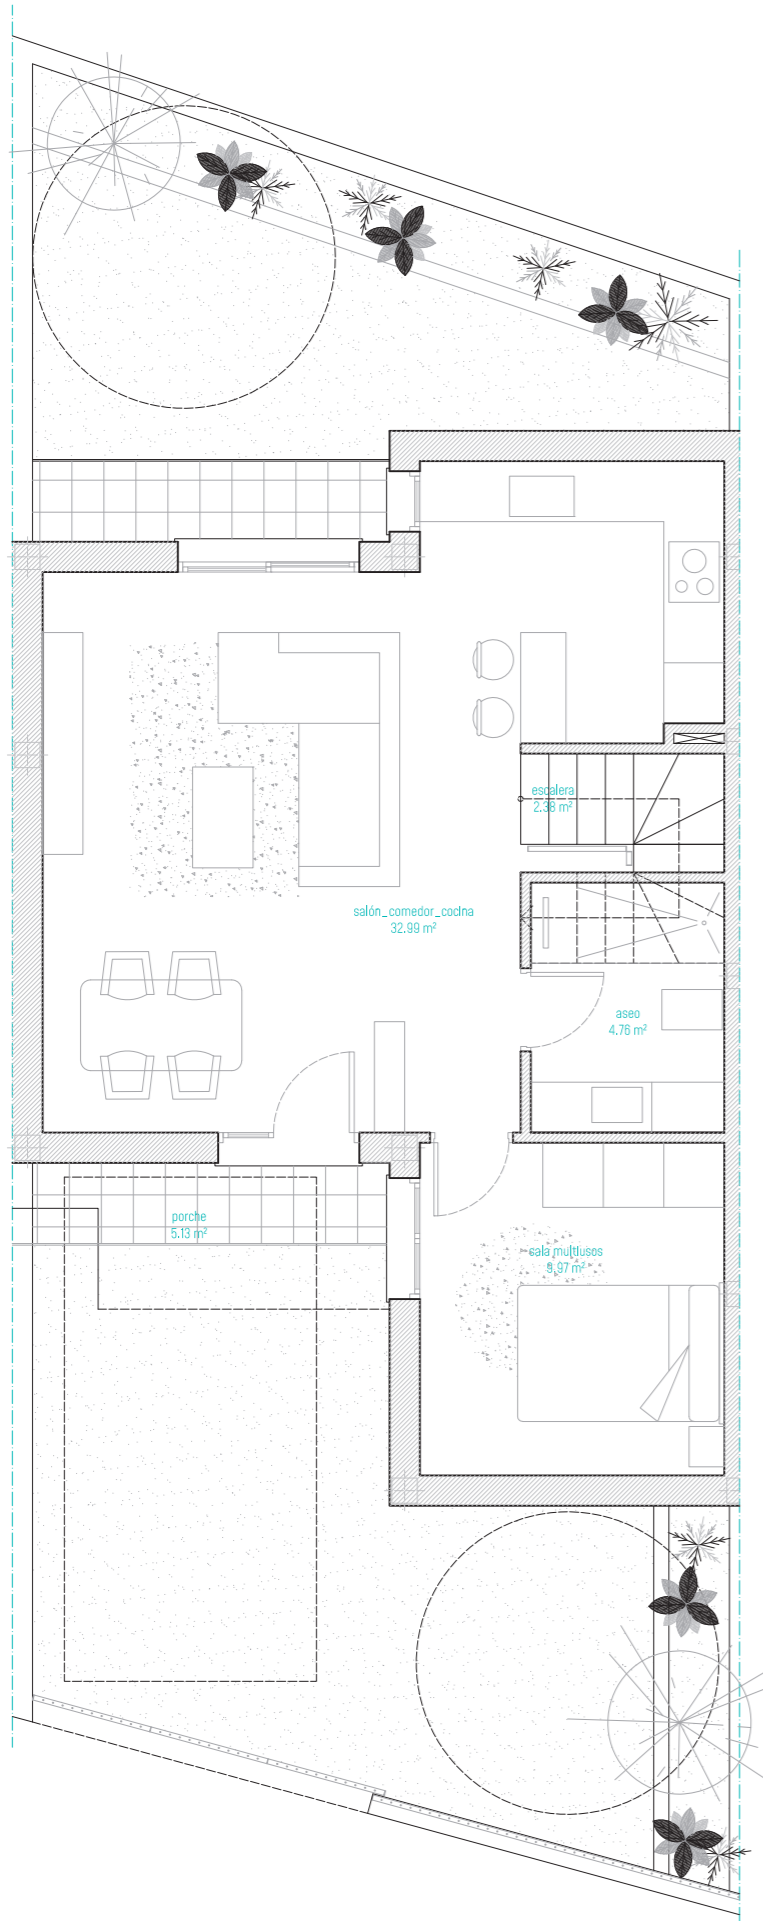 escalera
2.38 m²
salón_comedor_cocina
32.99 m²
aseo
4.76 m²
porche
5.13 m²
sala multiusos
9.97 m²